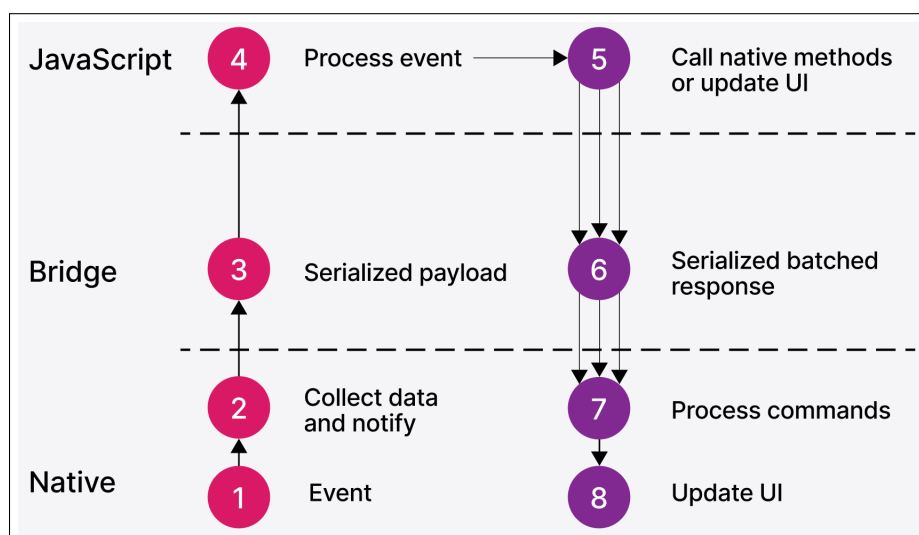 JavaScript
4
Process event
5
Call native methods
or update UI
Bridge
3
Serialized payload
6
Serialized batched
response
2
Collect data
and notify
7
Process commands
Native
1
Event
8
Update UI